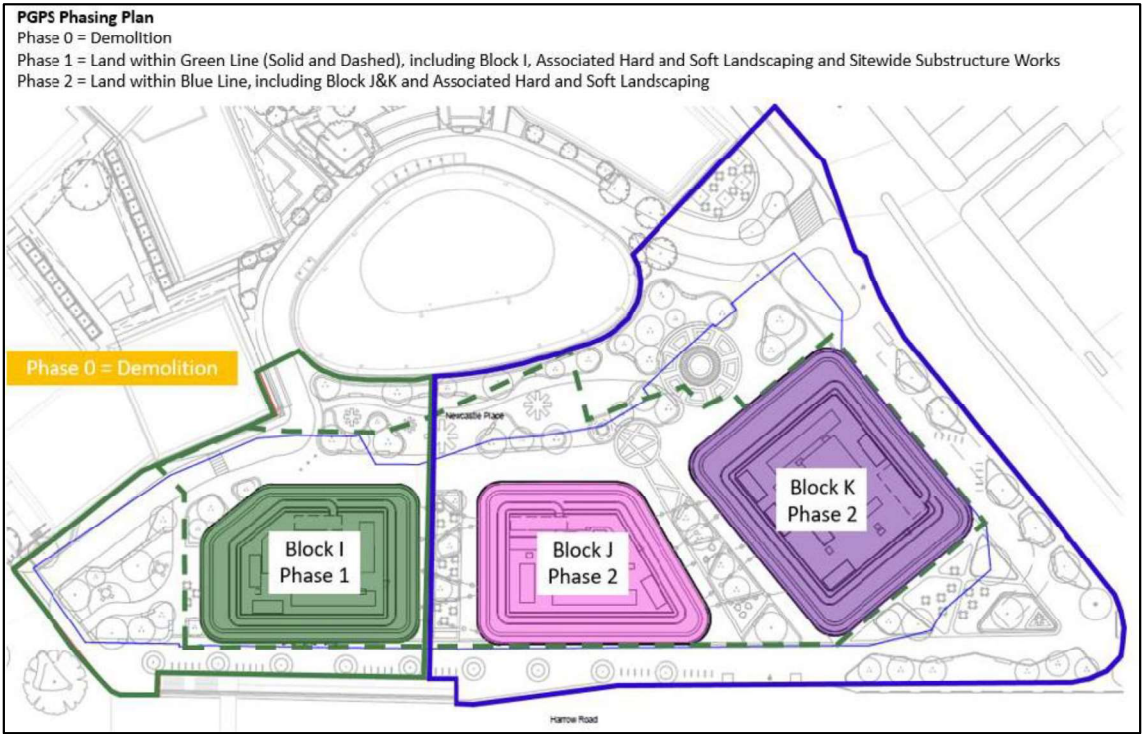 PGPS Phasing Plan
Phase 0 = Demolition
Phase 1 = Land within Green Line (Solid and Dashed), including Block I, Associated Hard and Soft Landscaping and Sitewide Substructure Works
Phase 2 = Land within Blue Line, including Block J&K and Associated Hard and Soft Landscaping
Phase 0 = Demolition
Newcastle Place
Block K
Phase 2
Block I
Phase 1
Block J
Phase 2
Harrow Road